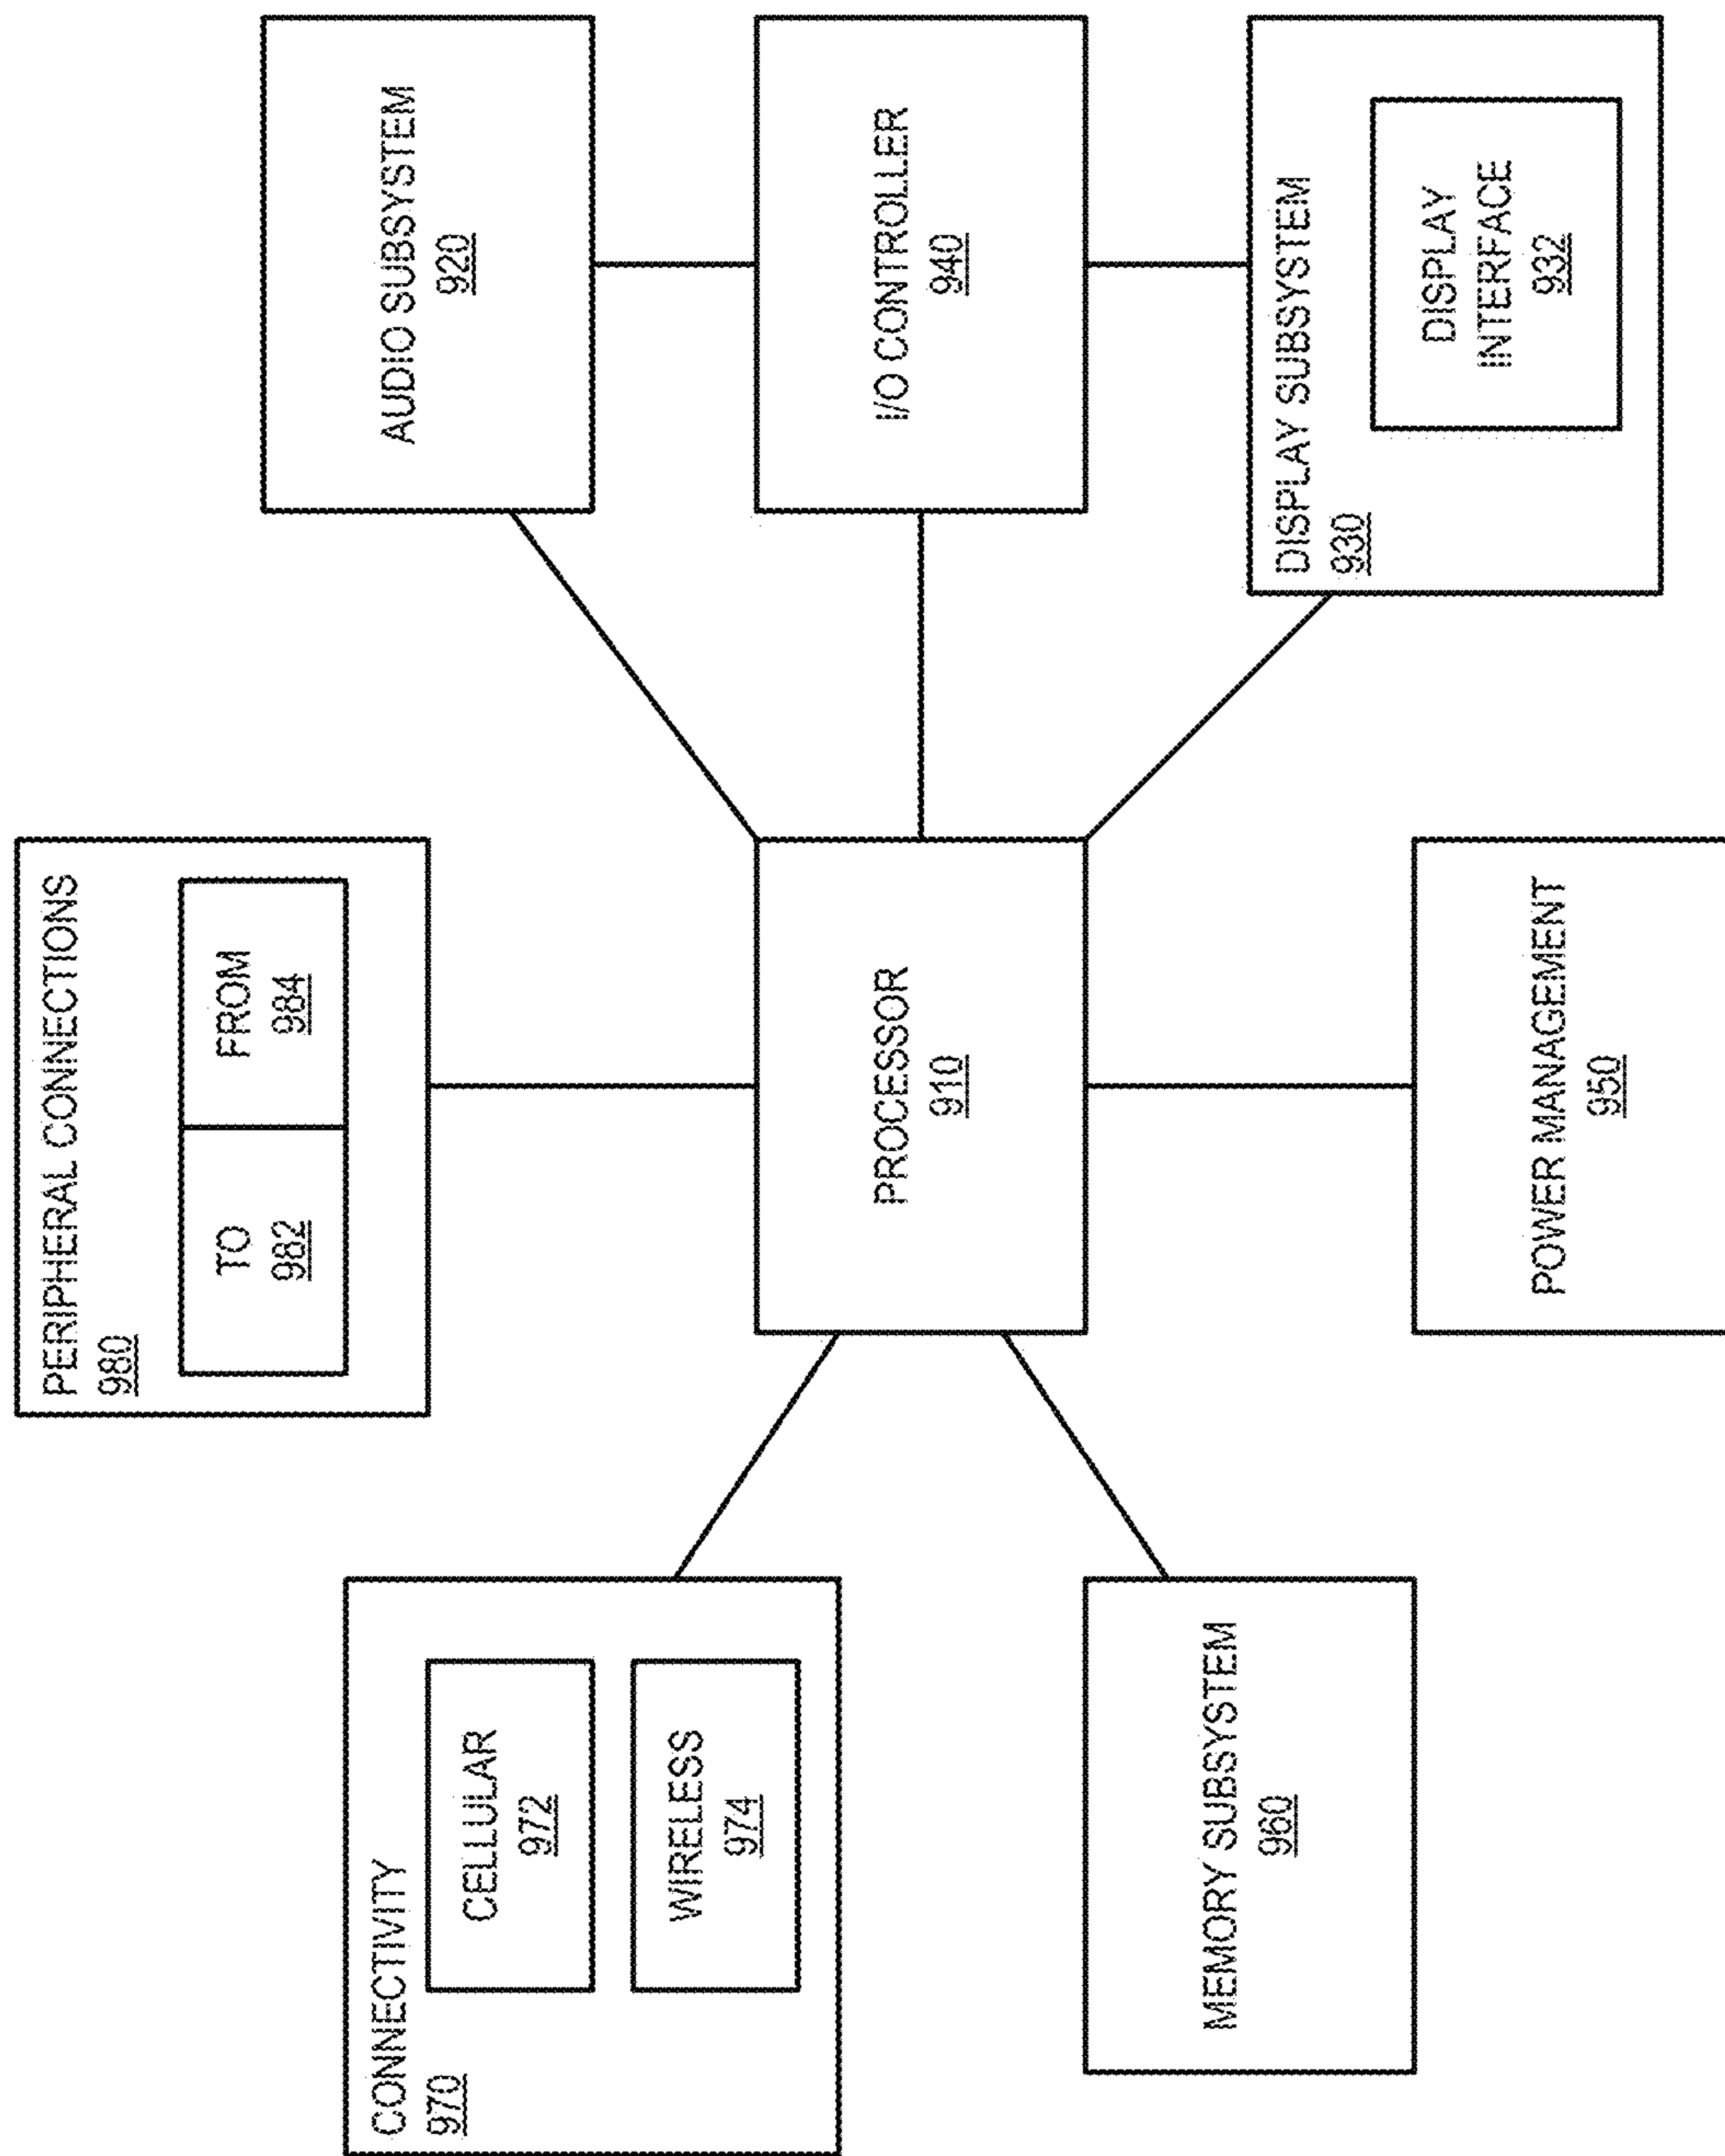 CONNECTIVITY
970
CELLULAR
972
WIRELESS
974
PERIPHERAL CONNECTIONS
980
TO
982
FROM
984
AUDIO SUBSYSTEM
920
PROCESSOR
910
I/O CONTROLLER
940
MEMORY SUBSYSTEM
960
POWER MANAGEMENT
950
DISPLAY SUBSYSTEM
930
DISPLAY
INTERFACE
932